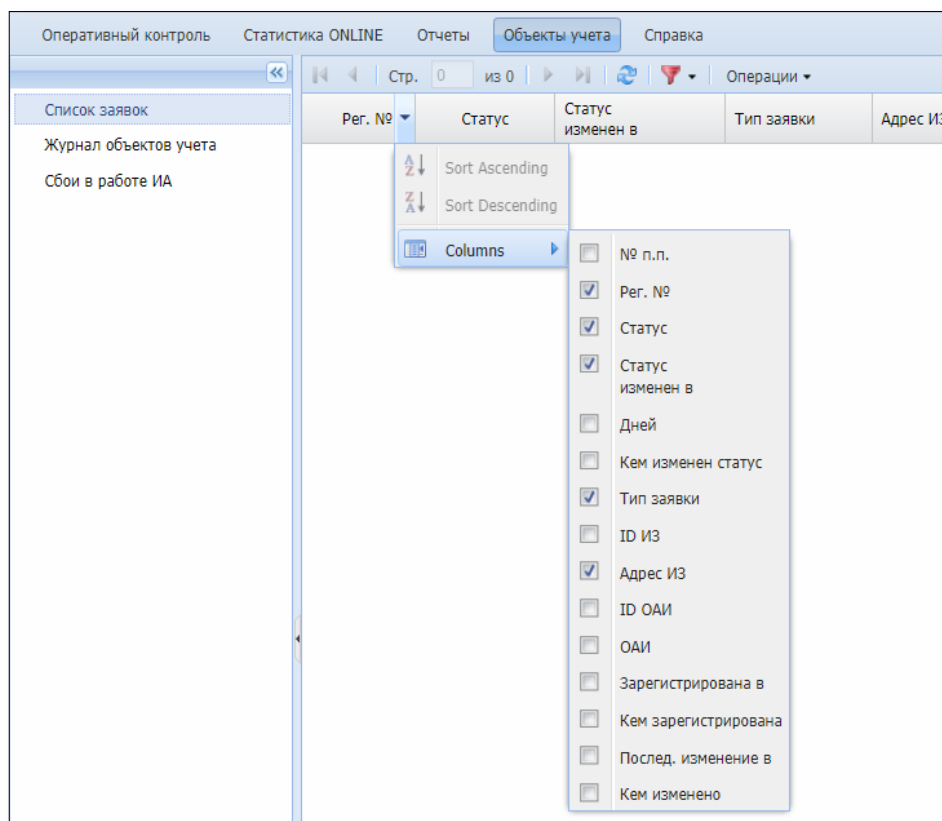 Оперативный контроль Статистика ONLINE Отчеты Объекты учета Справка
Стр. 0 из 0 Операции
Список заявок
Журнал объектов учета
Сбои в работе ИА
Рег. № Статус Статус изменен в Тип заявки Адрес ИЗ
Sort Ascending
Sort Descending
Columns
№ п.п.
Рег. №
Статус
Статус
изменен в
Дней
Кем изменен статус
Тип заявки
ID ИЗ
Адрес ИЗ
ID ОАИ
ОАИ
Зарегистрирована в
Кем зарегистрирована
Послед. изменение в
Кем изменено